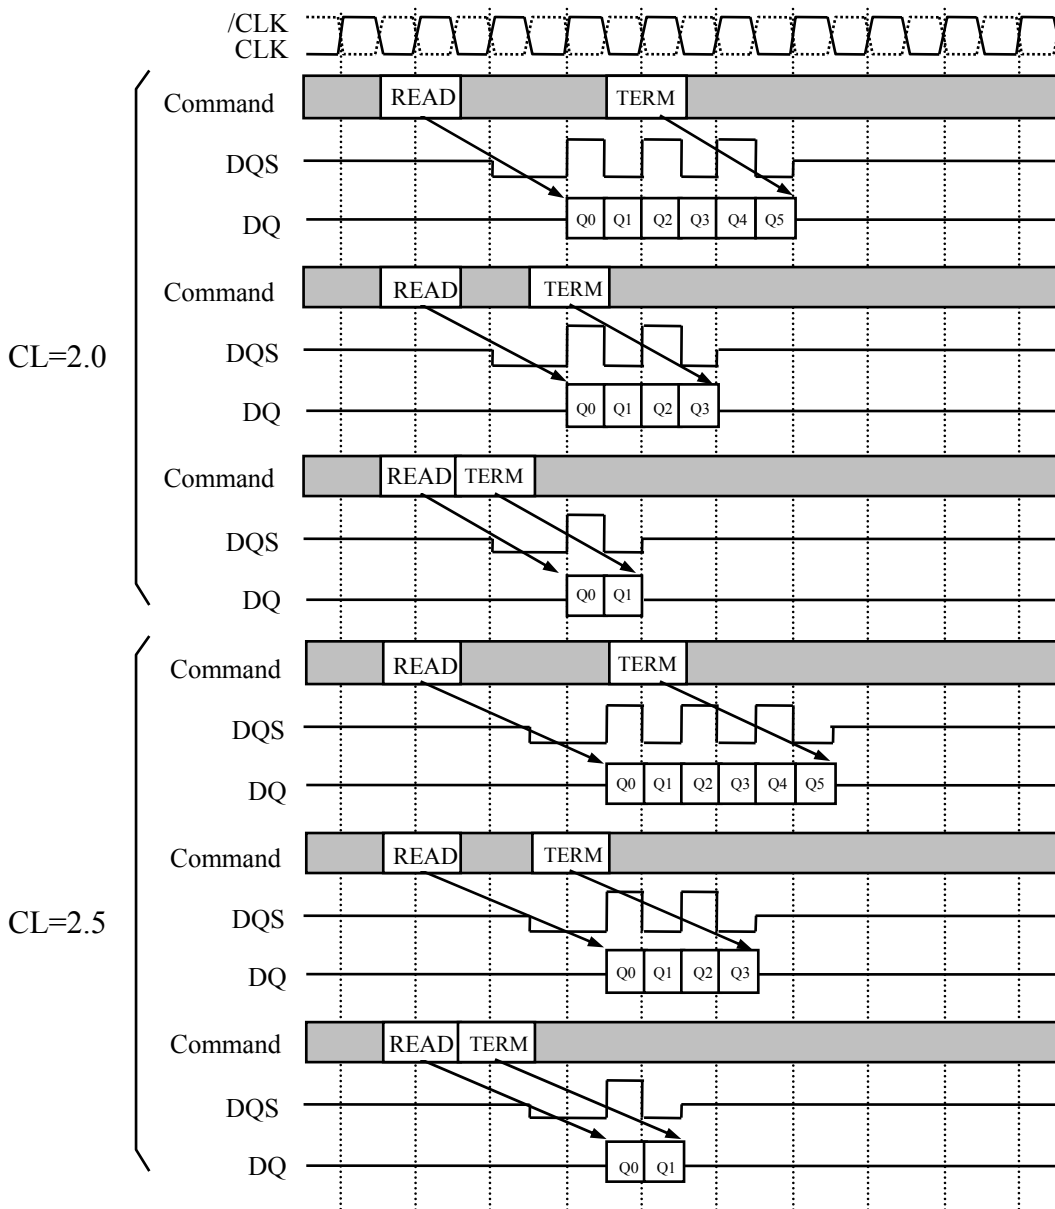 /CLK
CLK
Command READ TERM
DQS
DQ Q0 Q1 Q2 Q3 Q4 Q5
Command READ TERM
CL=2.0
DQS
DQ Q0 Q1 Q2 Q3
Command READ TERM
DQS
DQ Q0 Q1
Command READ TERM
DQS
DQ Q0 Q1 Q2 Q3 Q4 Q5
Command READ TERM
CL=2.5
DQS
DQ Q0 Q1 Q2 Q3
Command READ TERM
DQS
DQ Q0 Q1